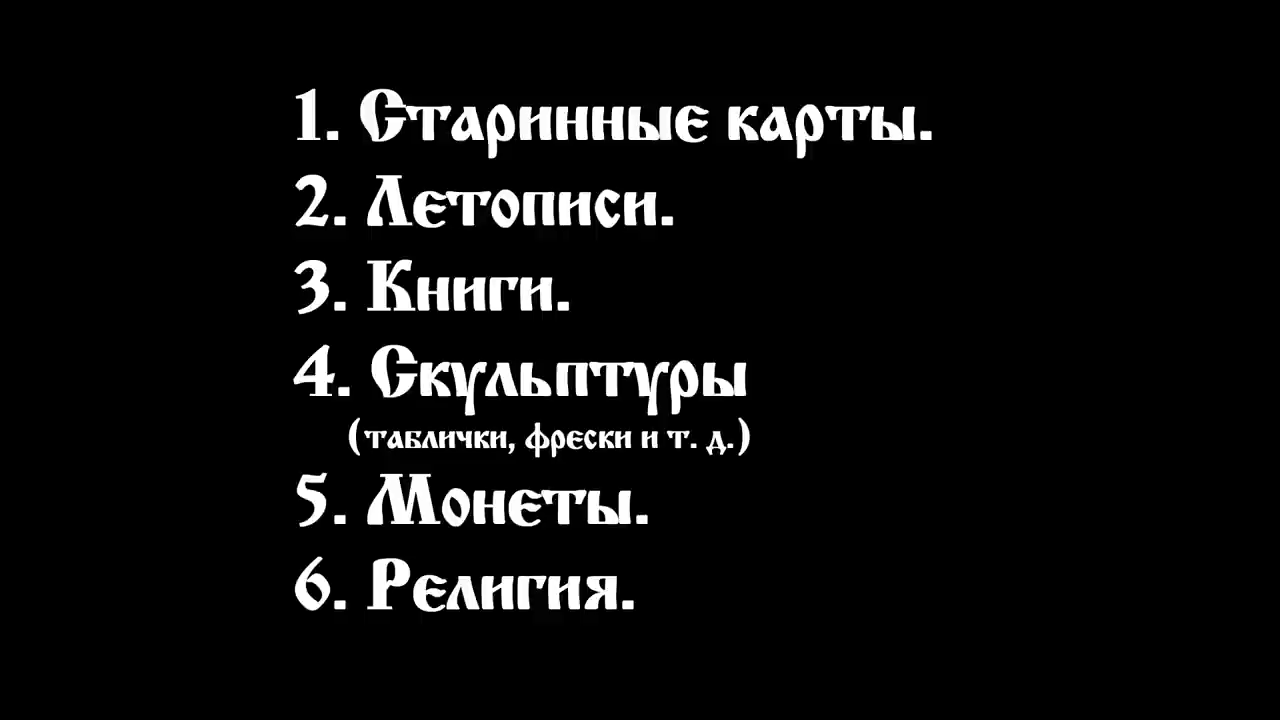 1. Старинные карты.
2. Летописи.
3. Книги.
4. Скульптуры
(таблички, фрески и т. д.)
5. Монеты.
6. Религия.